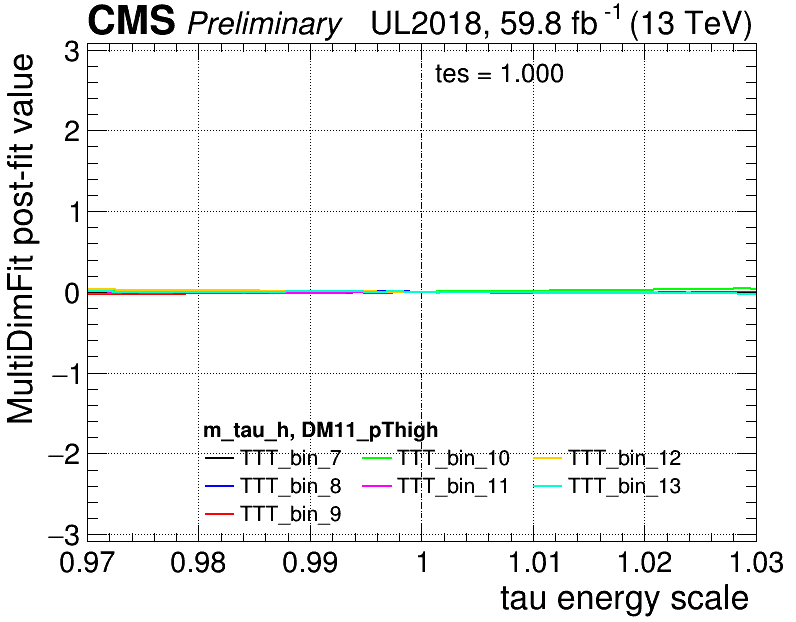 CMS Preliminary UL2018, 59.8 fb⁻¹ (13 TeV)
MultiDimFit post-fit value
tes = 1.000
3
2
1
0
−1
−2
−3
m_tau_h, DM11_pThigh
TTT_bin_7 TTT_bin_10 TTT_bin_12
TTT_bin_8 TTT_bin_11 TTT_bin_13
TTT_bin_9
0.97 0.98 0.99 1 1.01 1.02 1.03
tau energy scale